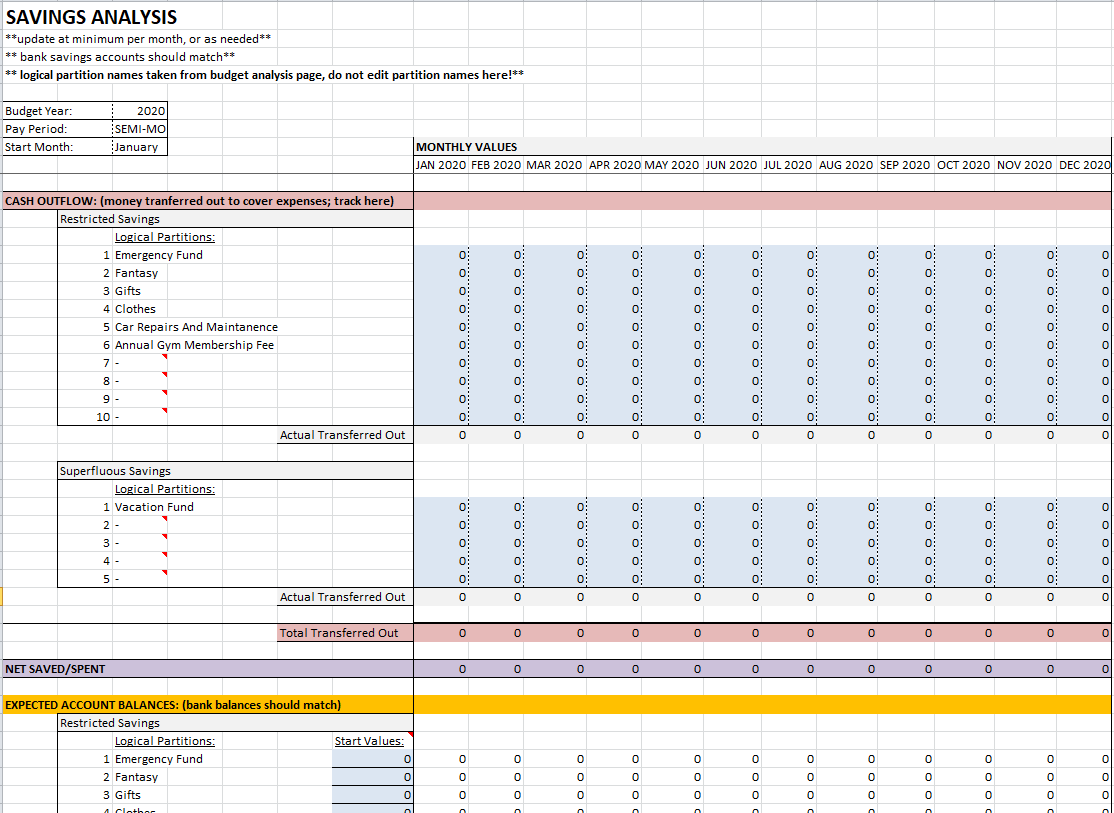 SAVINGS ANALYSIS
**update at minimum per month, or as needed**
** bank savings accounts should match**
** logical partition names taken from budget analysis page, do not edit partition names here!**
Budget Year: 2020
Pay Period: SEMI-MO
Start Month: January
MONTHLY VALUES
JAN 2020 FEB 2020 MAR 2020 APR 2020 MAY 2020 JUN 2020 JUL 2020 AUG 2020 SEP 2020 OCT 2020 NOV 2020 DEC 2020
CASH OUTFLOW: (money tranferred out to cover expenses; track here)
Restricted Savings
Logical Partitions:
1 Emergency Fund 0 0 0 0 0 0 0 0 0 0 0 0
2 Fantasy 0 0 0 0 0 0 0 0 0 0 0 0
3 Gifts 0 0 0 0 0 0 0 0 0 0 0 0
4 Clothes 0 0 0 0 0 0 0 0 0 0 0 0
5 Car Repairs And Maintanence 0 0 0 0 0 0 0 0 0 0 0 0
6 Annual Gym Membership Fee 0 0 0 0 0 0 0 0 0 0 0 0
7 - 0 0 0 0 0 0 0 0 0 0 0 0
8 - 0 0 0 0 0 0 0 0 0 0 0 0
9 - 0 0 0 0 0 0 0 0 0 0 0 0
10 - 0 0 0 0 0 0 0 0 0 0 0 0
Actual Transferred Out 0 0 0 0 0 0 0 0 0 0 0 0
Superfluous Savings
Logical Partitions:
1 Vacation Fund 0 0 0 0 0 0 0 0 0 0 0 0
2 - 0 0 0 0 0 0 0 0 0 0 0 0
3 - 0 0 0 0 0 0 0 0 0 0 0 0
4 - 0 0 0 0 0 0 0 0 0 0 0 0
5 - 0 0 0 0 0 0 0 0 0 0 0 0
Actual Transferred Out 0 0 0 0 0 0 0 0 0 0 0 0
Total Transferred Out 0 0 0 0 0 0 0 0 0 0 0 0
NET SAVED/SPENT 0 0 0 0 0 0 0 0 0 0 0 0
EXPECTED ACCOUNT BALANCES: (bank balances should match)
Restricted Savings
Logical Partitions: Start Values:
1 Emergency Fund 0 0 0 0 0 0 0 0 0 0 0 0 0
2 Fantasy 0 0 0 0 0 0 0 0 0 0 0 0 0
3 Gifts 0 0 0 0 0 0 0 0 0 0 0 0 0
4 Clothes 0 0 0 0 0 0 0 0 0 0 0 0 0